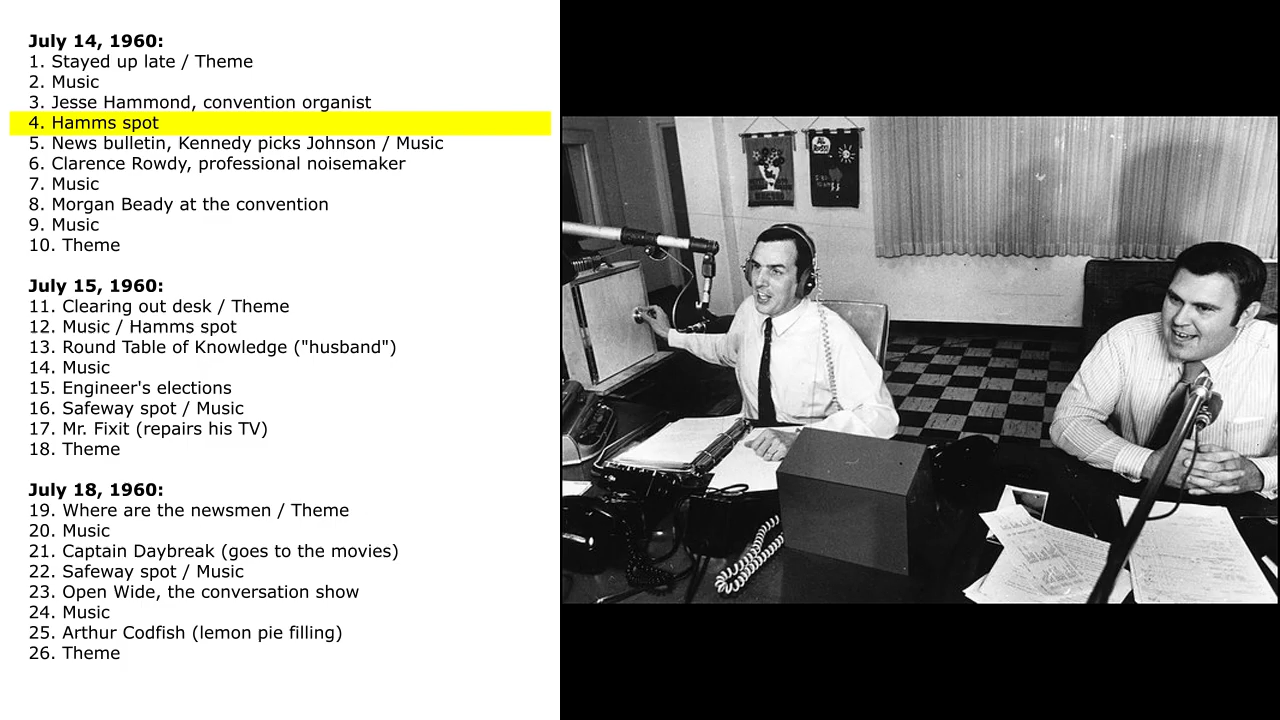 July 14, 1960:
1. Stayed up late / Theme
2. Music
3. Jesse Hammond, convention organist
4. Hamms spot
5. News bulletin, Kennedy picks Johnson / Music
6. Clarence Rowdy, professional noisemaker
7. Music
8. Morgan Beady at the convention
9. Music
10. Theme
July 15, 1960:
11. Clearing out desk / Theme
12. Music / Hamms spot
13. Round Table of Knowledge ("husband")
14. Music
15. Engineer's elections
16. Safeway spot / Music
17. Mr. Fixit (repairs his TV)
18. Theme
July 18, 1960:
19. Where are the newsmen / Theme
20. Music
21. Captain Daybreak (goes to the movies)
22. Safeway spot / Music
23. Open Wide, the conversation show
24. Music
25. Arthur Codfish (lemon pie filling)
26. Theme